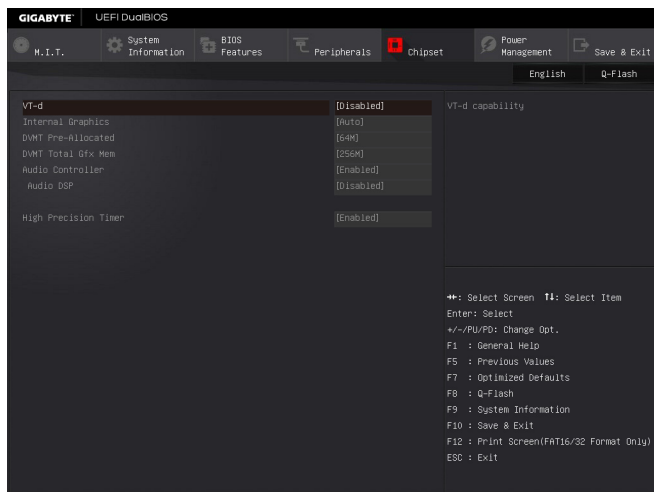 GIGABYTE™ UEFI DualBIOS
M.I.T.
System Information
BIOS Features
Peripherals
Chipset
Power Management
Save & Exit
English
Q-Flash
VT-d [Disabled]
Internal Graphics [Auto]
DVMT Pre-Allocated [64M]
DVMT Total Gfx Mem [256M]
Audio Controller [Enabled]
Audio DSP [Disabled]
High Precision Timer [Enabled]
VT-d capability
→←: Select Screen ↑↓: Select Item
Enter: Select
+/-/PU/PD: Change Opt.
F1 : General Help
F5 : Previous Values
F7 : Optimized Defaults
F8 : Q-Flash
F9 : System Information
F10 : Save & Exit
F12 : Print Screen(FAT16/32 Format Only)
ESC : Exit